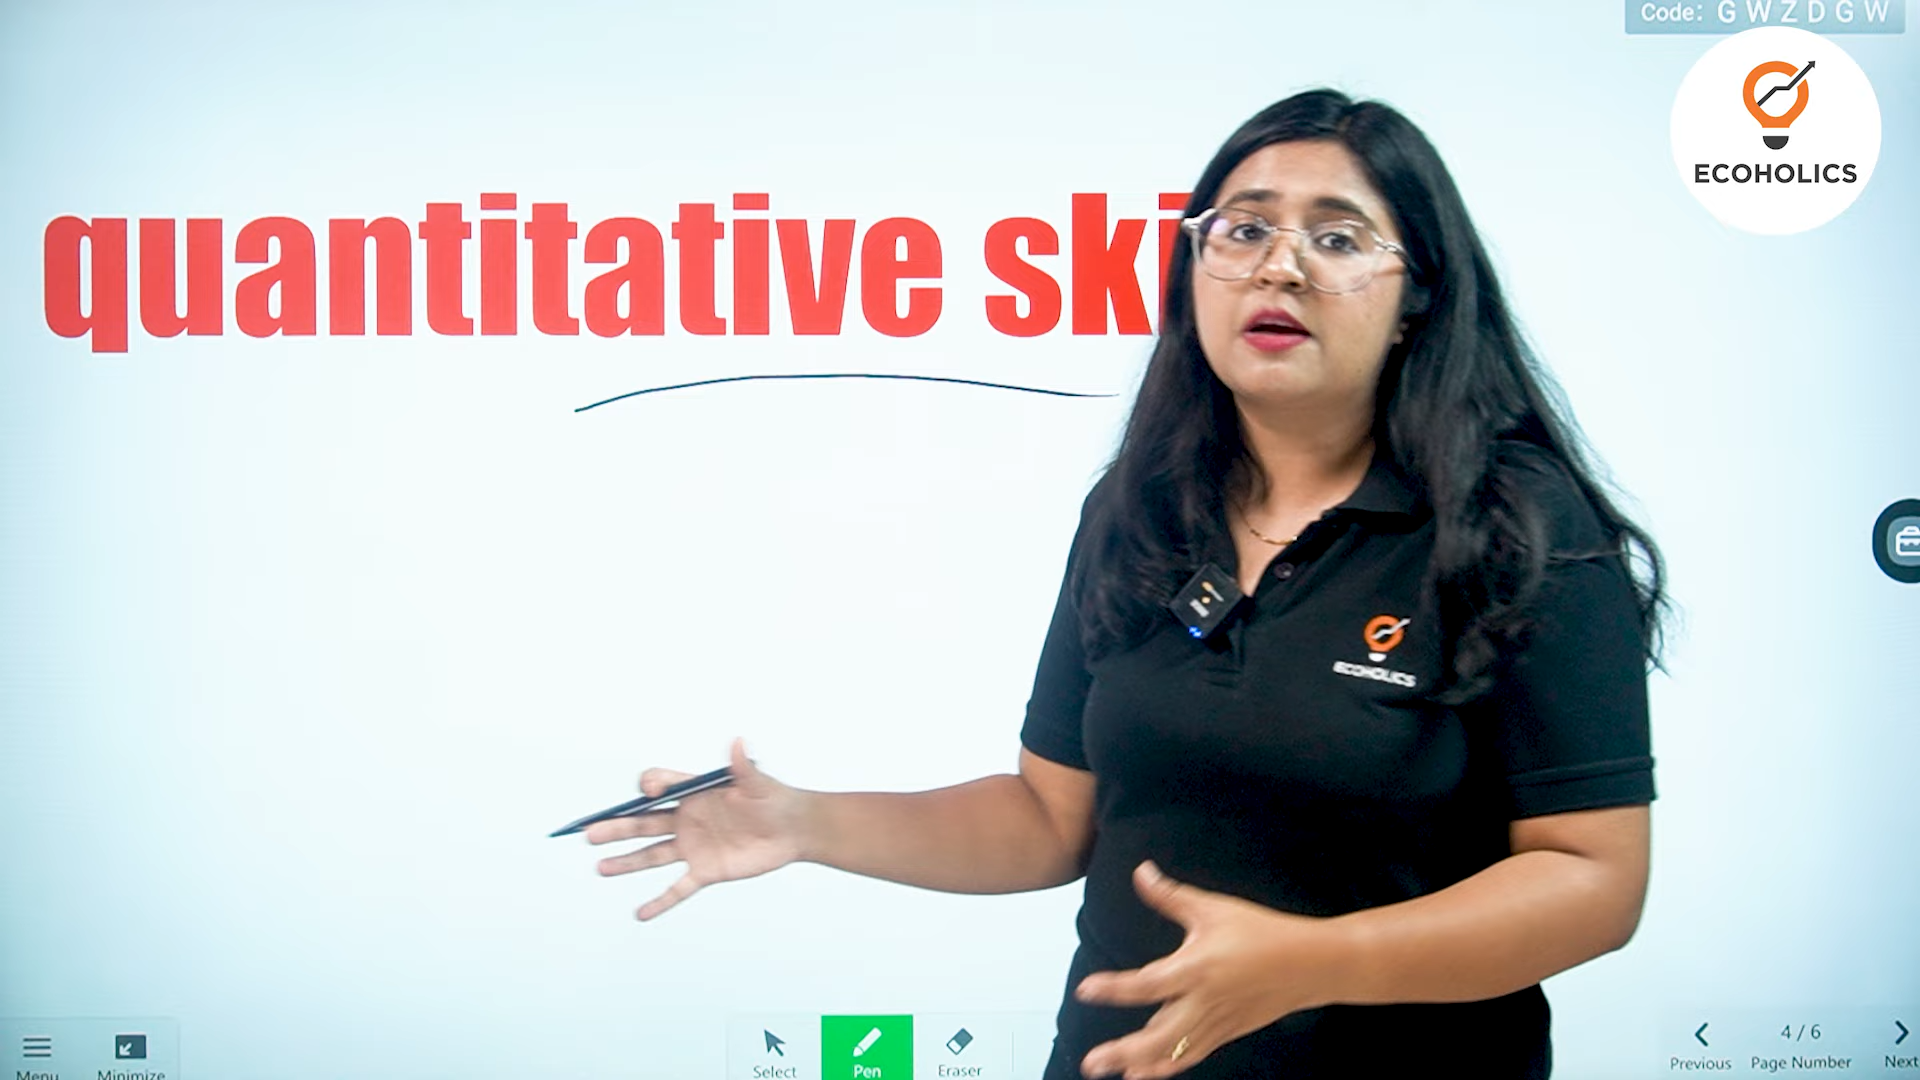 Code: GWZDGW
ECOHOLICS
quantitative ski
ECOHOLICS
Menu
Minimize
Select
Pen
Eraser
Previous
4 / 6
Page Number
Next